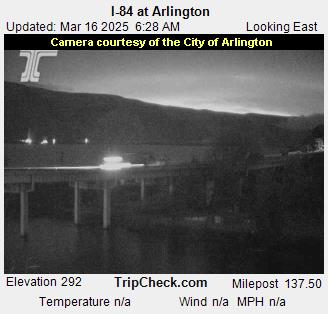 I-84 at Arlington
Updated: Mar 16 2025 6:28 AM Looking East
Camera courtesy of the City of Arlington
Elevation 292 TripCheck.com Milepost 137.50
Temperature n/a Wind n/a MPH n/a